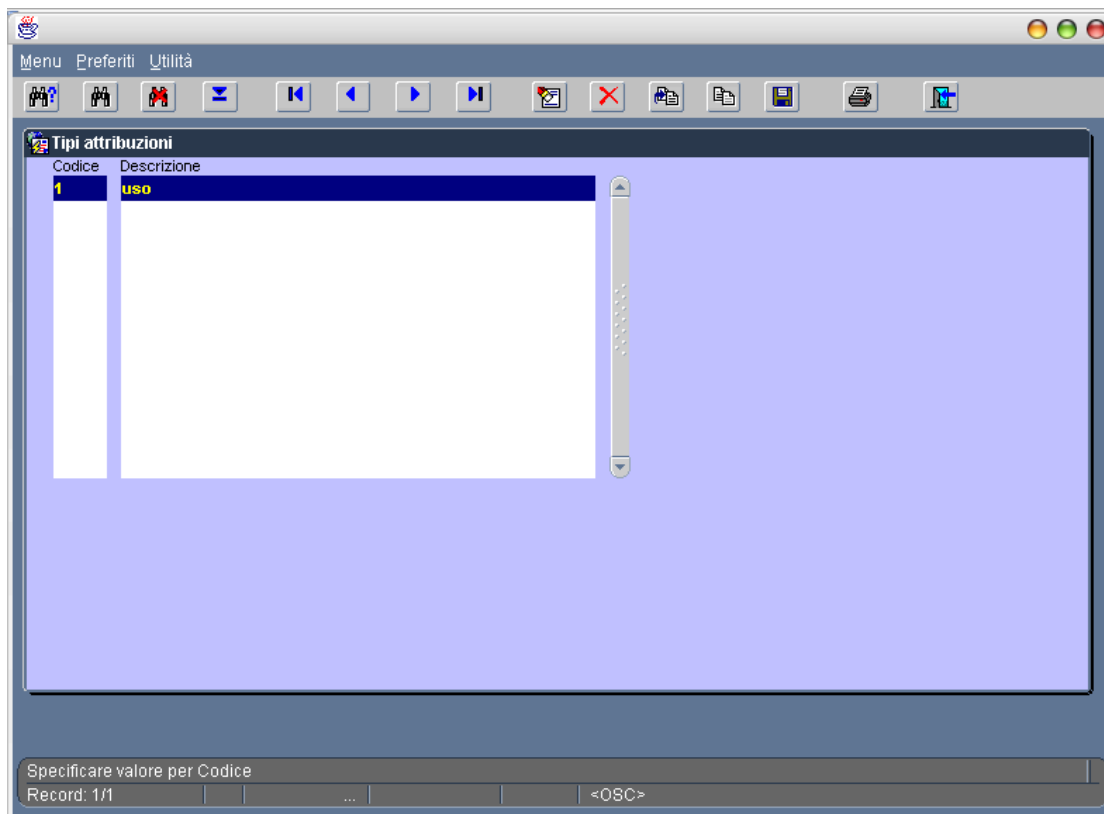 Menu Preferiti Utilità
Tipi attribuzioni
Codice Descrizione
1 uso
Specificare valore per Codice
Record: 1/1 ... <OSC>